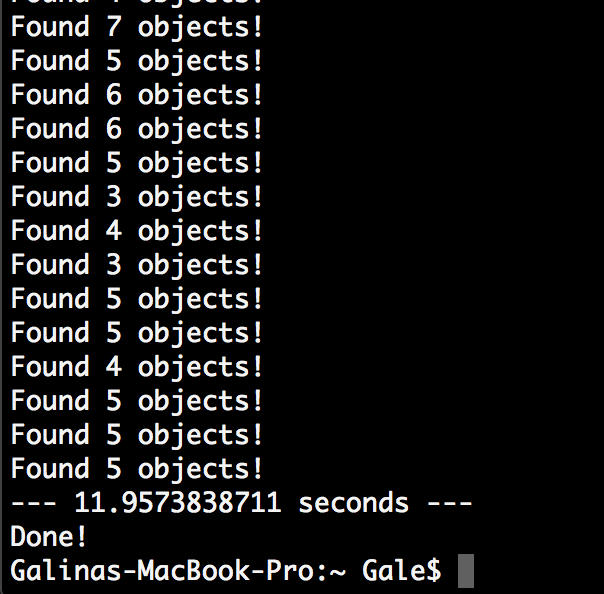 objects!
Found 7 objects!
Found 5 objects!
Found 6 objects!
Found 6 objects!
Found 5 objects!
Found 3 objects!
Found 4 objects!
Found 3 objects!
Found 5 objects!
Found 5 objects!
Found 4 objects!
Found 5 objects!
Found 5 objects!
Found 5 objects!
--- 11.9573838711 seconds ---
Done!
Galinas-MacBook-Pro:~ Gale$